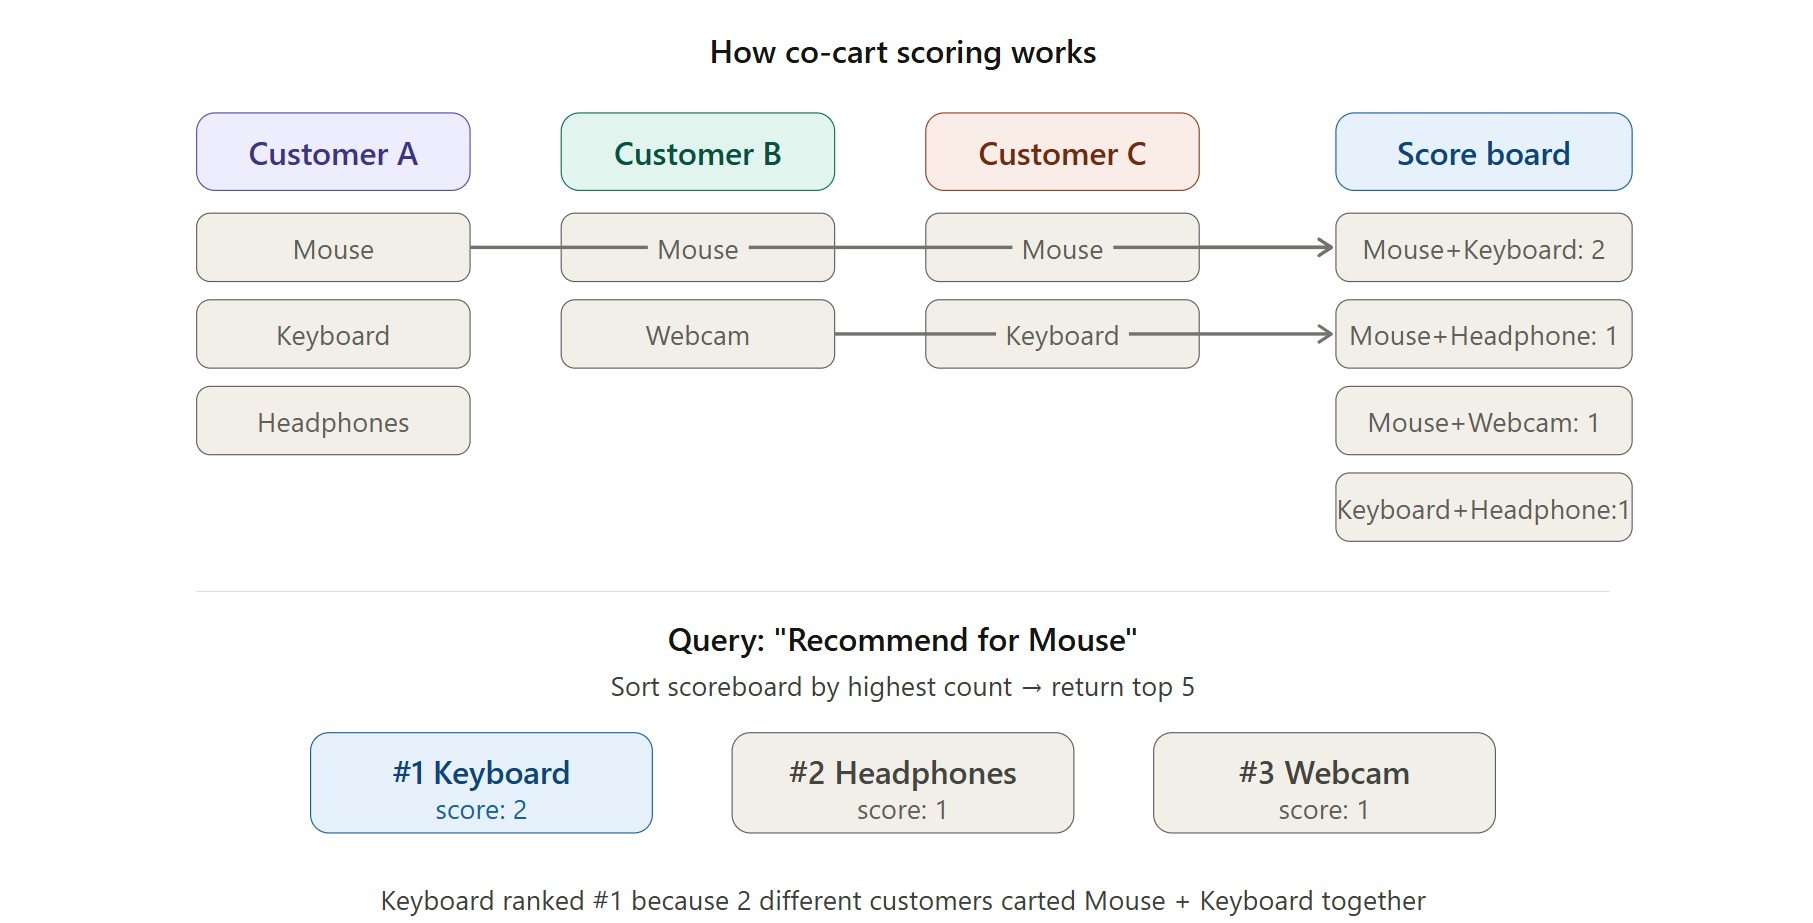 How co-cart scoring works
Customer A
Customer B
Customer C
Score board
Mouse
Mouse
Mouse
Mouse+Keyboard: 2
Keyboard
Webcam
Keyboard
Mouse+Headphone: 1
Headphones
Mouse+Webcam: 1
Keyboard+Headphone:1
Query: "Recommend for Mouse"
Sort scoreboard by highest count → return top 5
#1 Keyboard
score: 2
#2 Headphones
score: 1
#3 Webcam
score: 1
Keyboard ranked #1 because 2 different customers carted Mouse + Keyboard together